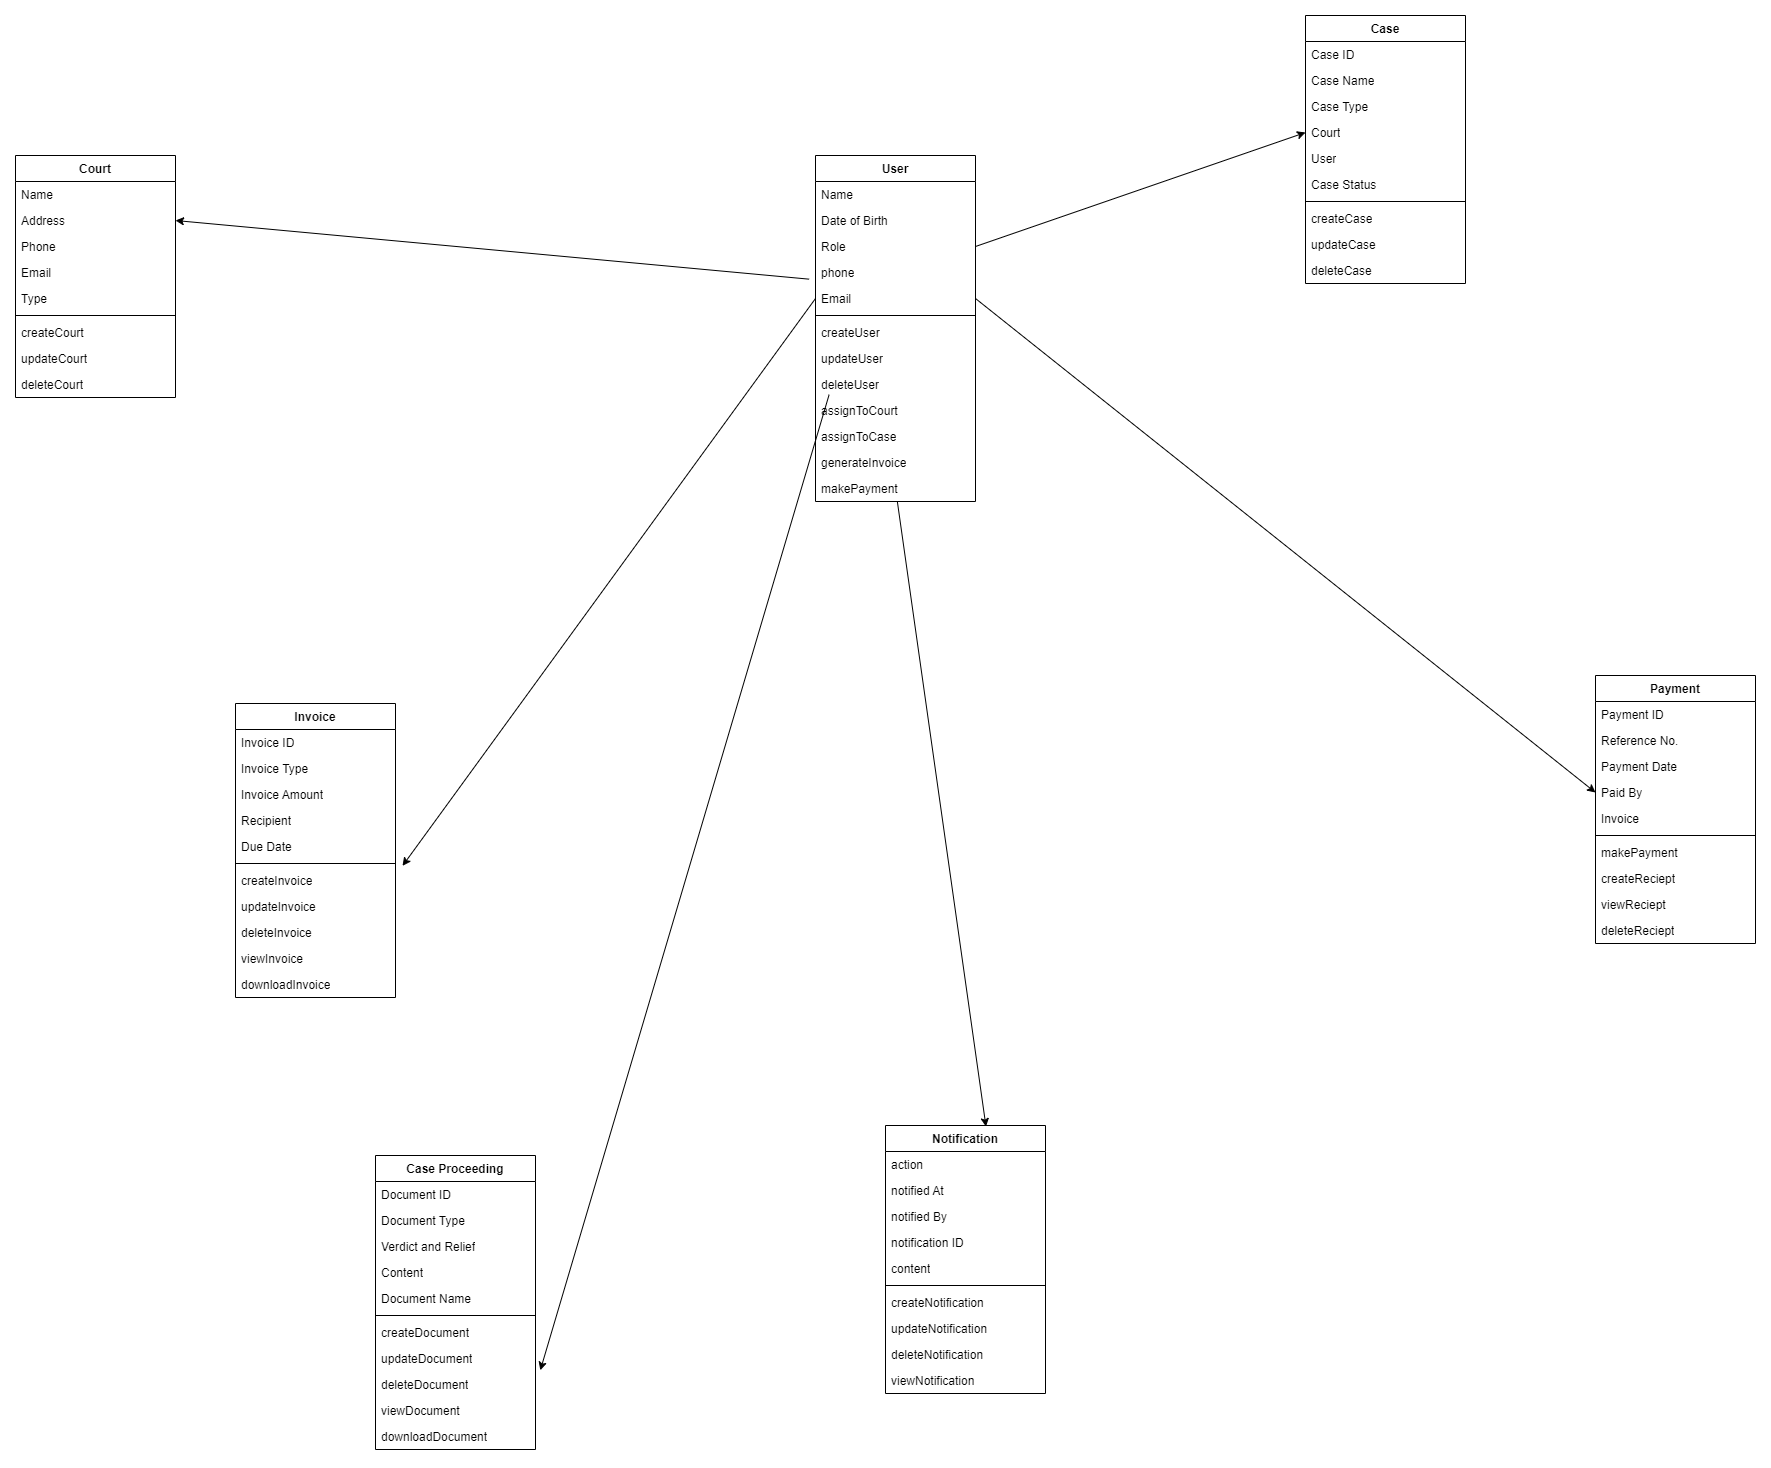 Case
Case ID
Case Name
Case Type
Court
User
Case Status
createCase
updateCase
deleteCase
Court
Name
Address
Phone
Email
Type
createCourt
updateCourt
deleteCourt
User
Name
Date of Birth
Role
phone
Email
createUser
updateUser
deleteUser
assignToCourt
assignToCase
generateInvoice
makePayment
Payment
Payment ID
Reference No.
Payment Date
Paid By
Invoice
makePayment
createReciept
viewReciept
deleteReciept
Invoice
Invoice ID
Invoice Type
Invoice Amount
Recipient
Due Date
createInvoice
updateInvoice
deleteInvoice
viewInvoice
downloadInvoice
Notification
action
notified At
notified By
notification ID
content
createNotification
updateNotification
deleteNotification
viewNotification
Case Proceeding
Document ID
Document Type
Verdict and Relief
Content
Document Name
createDocument
updateDocument
deleteDocument
viewDocument
downloadDocument